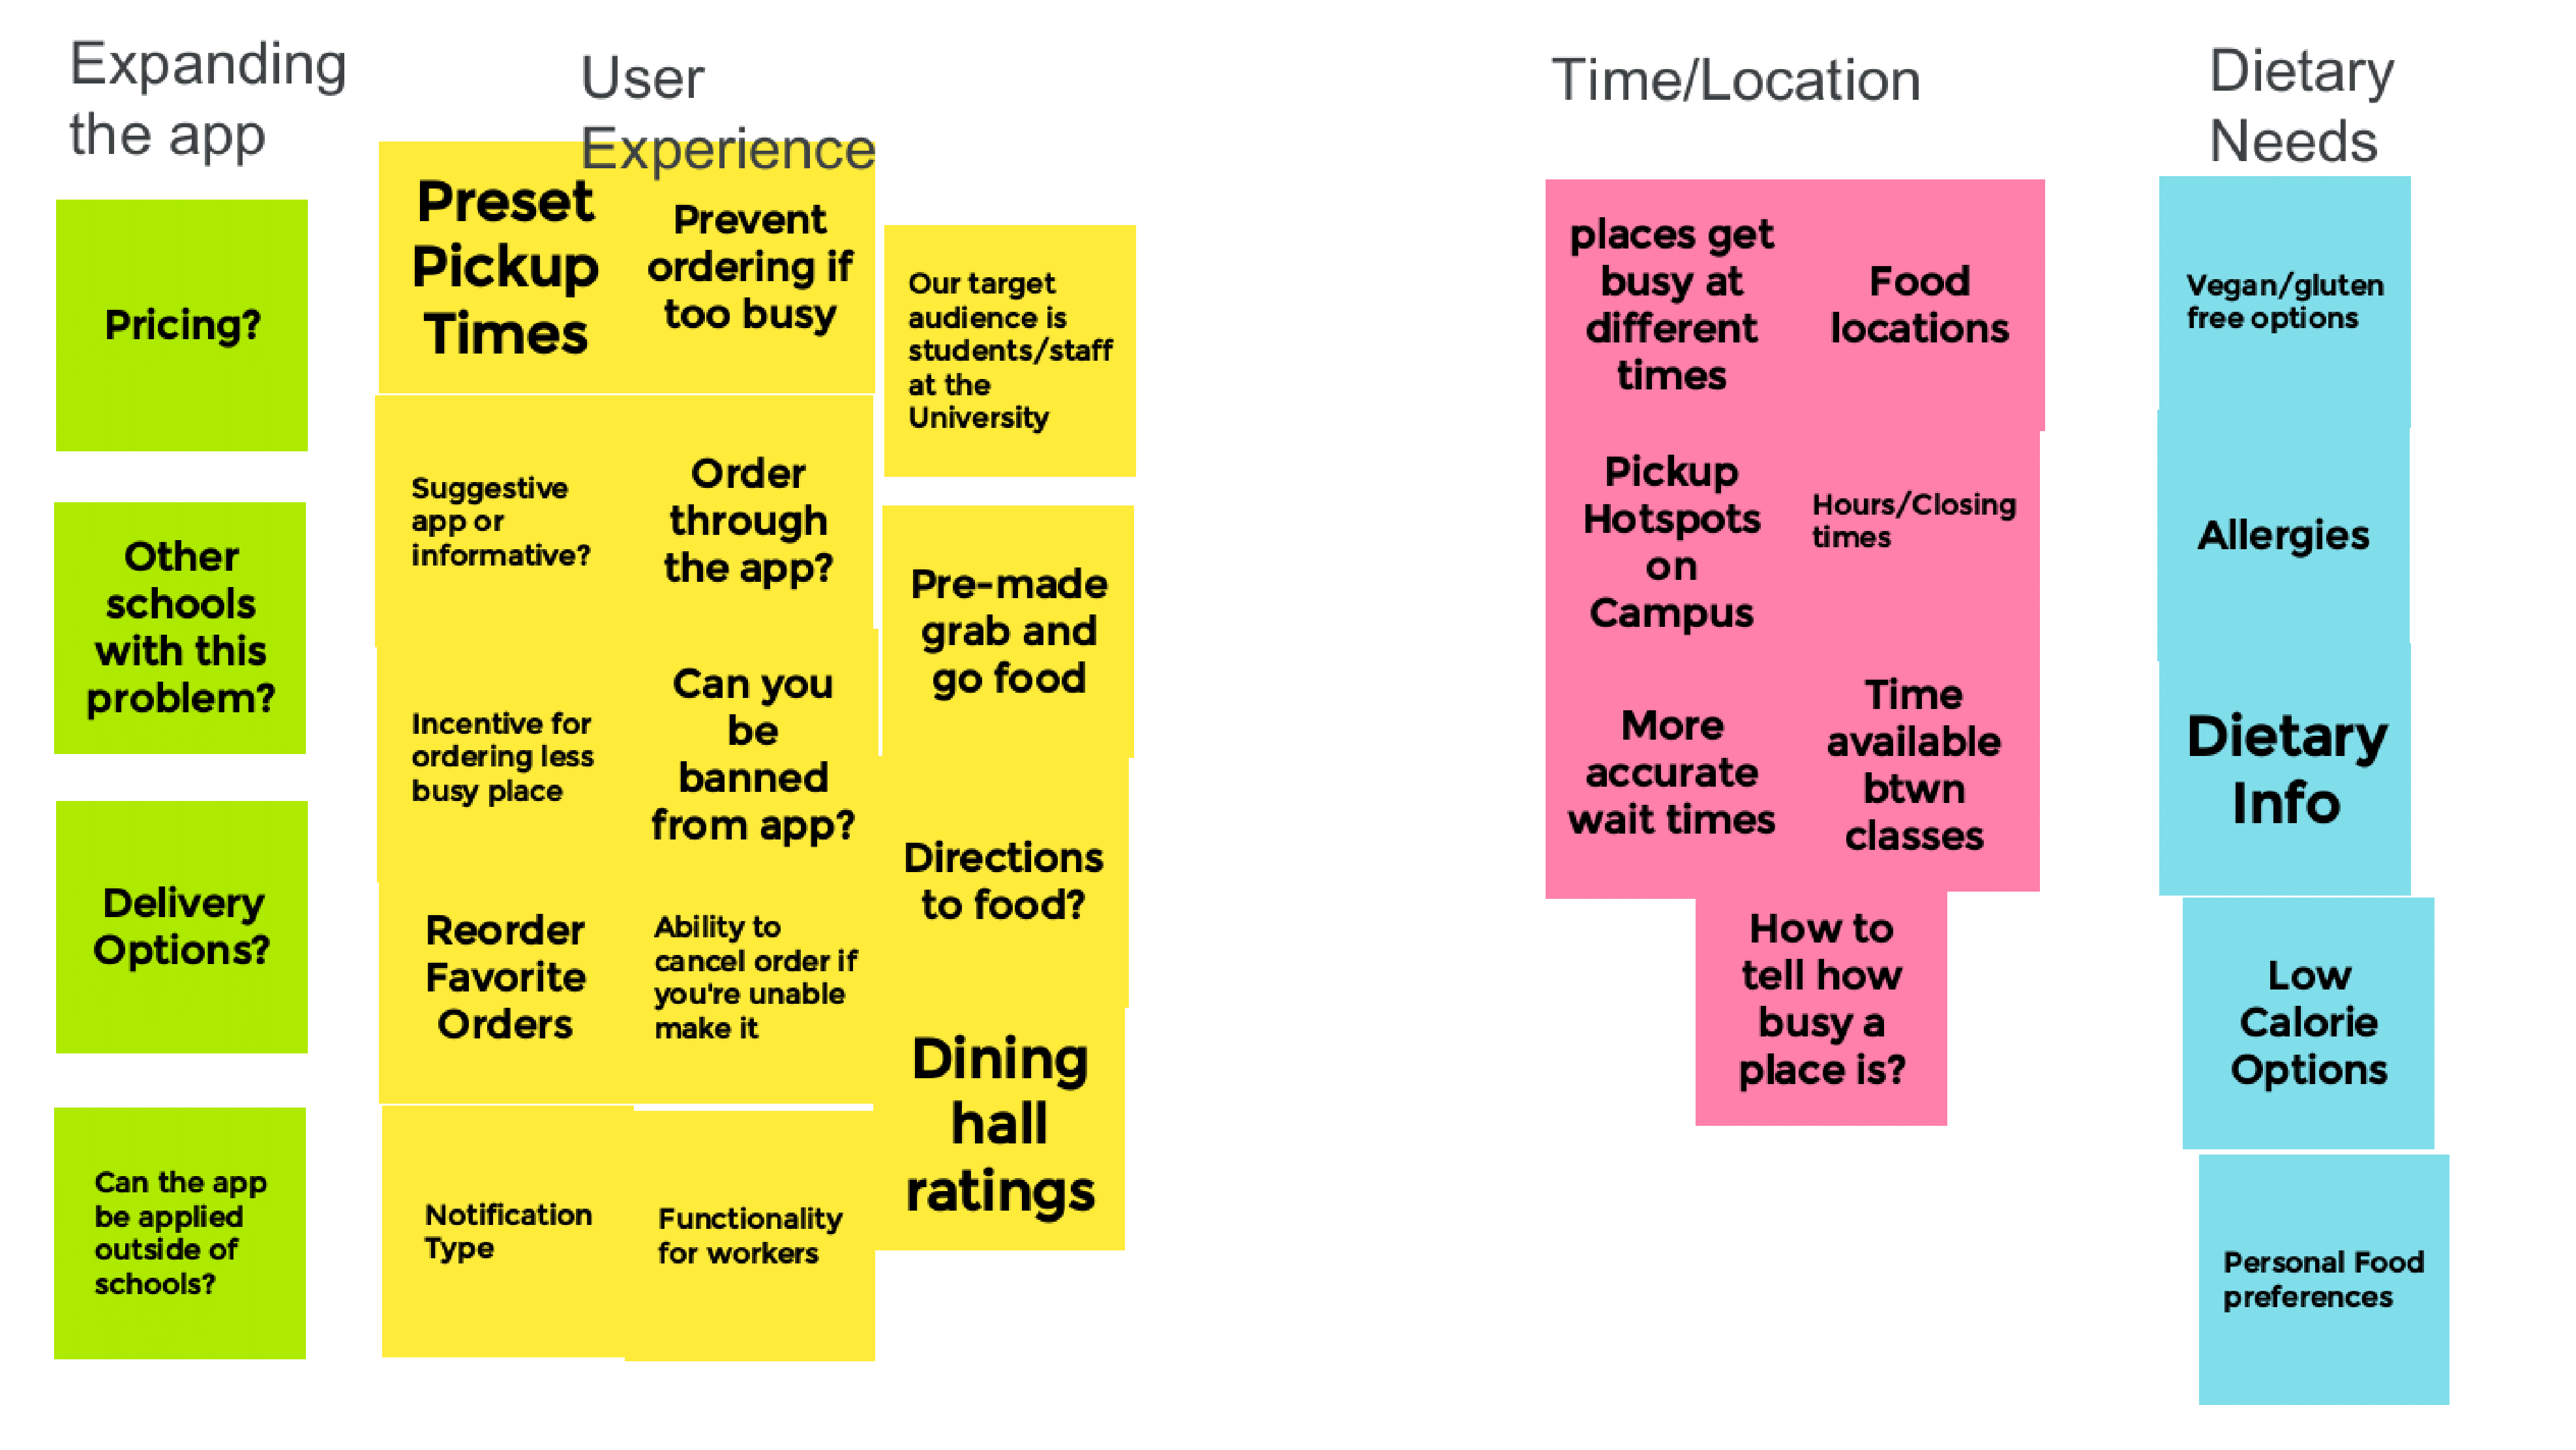 Expanding
the app
Pricing?
Other
schools
with this
problem?
Delivery
Options?
Can the app
be applied
outside of
schools?
User
Experience
Preset
Pickup
Times
Prevent
ordering if
too busy
Our target
audience is
students/staff
at the
University
Suggestive
app or
informative?
Order
through
the app?
Pre-made
grab and
go food
Incentive for
ordering less
busy place
Can you
be
banned
from app?
Directions
to food?
Reorder
Favorite
Orders
Ability to
cancel order if
you're unable
make it
Dining
hall
ratings
Notification
Type
Functionality
for workers
Time/Location
places get
busy at
different
times
Food
locations
Pickup
Hotspots
on
Campus
Hours/Closing
times
More
accurate
wait times
Time
available
btwn
classes
How to
tell how
busy a
place is?
Dietary
Needs
Vegan/gluten
free options
Allergies
Dietary
Info
Low
Calorie
Options
Personal Food
preferences